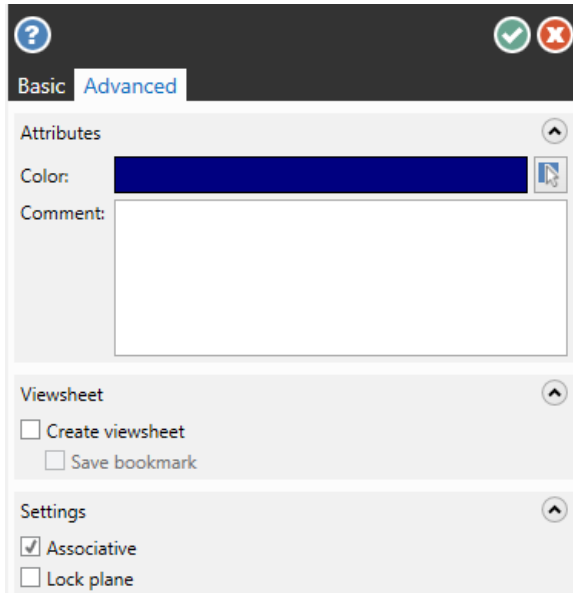 ?
Basic Advanced
Attributes
Color:
Comment:
Viewsheet
Create viewsheet
Save bookmark
Settings
Associative
Lock plane